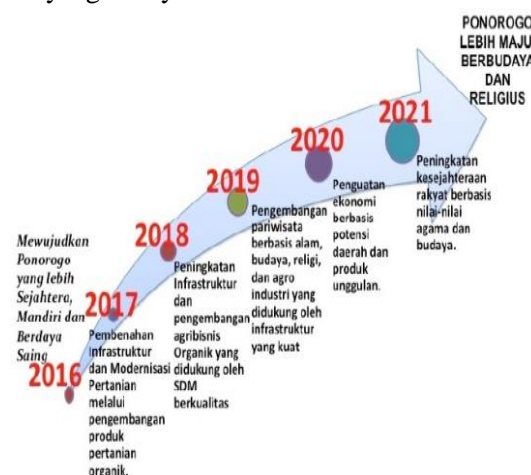 PONOROGO
LEBIH MAJU
BERBUDAYA
DAN
RELIGIUS
2021
Peningkatan
kesejahteraan
rakyat berbasis
nilai-nilai
agama dan
budaya.
2020
Penguatan
ekonomi
berbasis
potensi
daerah dan
produk
unggulan.
2019
Pengembangan
pariwisata
berbasis alam,
budaya, religi,
dan agro
industri yang
didukung oleh
infrastruktur
yang kuat
2018
Peningkatan
Infrastruktur
dan
pengembangan
agribisnis
Organik yang
didukung oleh
SDM
berkualitas
2017
Pembenahan
Infrastruktur
dan Modernisasi
Pertanian
melalui
pengembangan
produk
pertanian
organik.
Mewujudkan
Ponorogo
yang lebih
Sejahtera,
Mandiri dan
Berdaya
Saing
2016